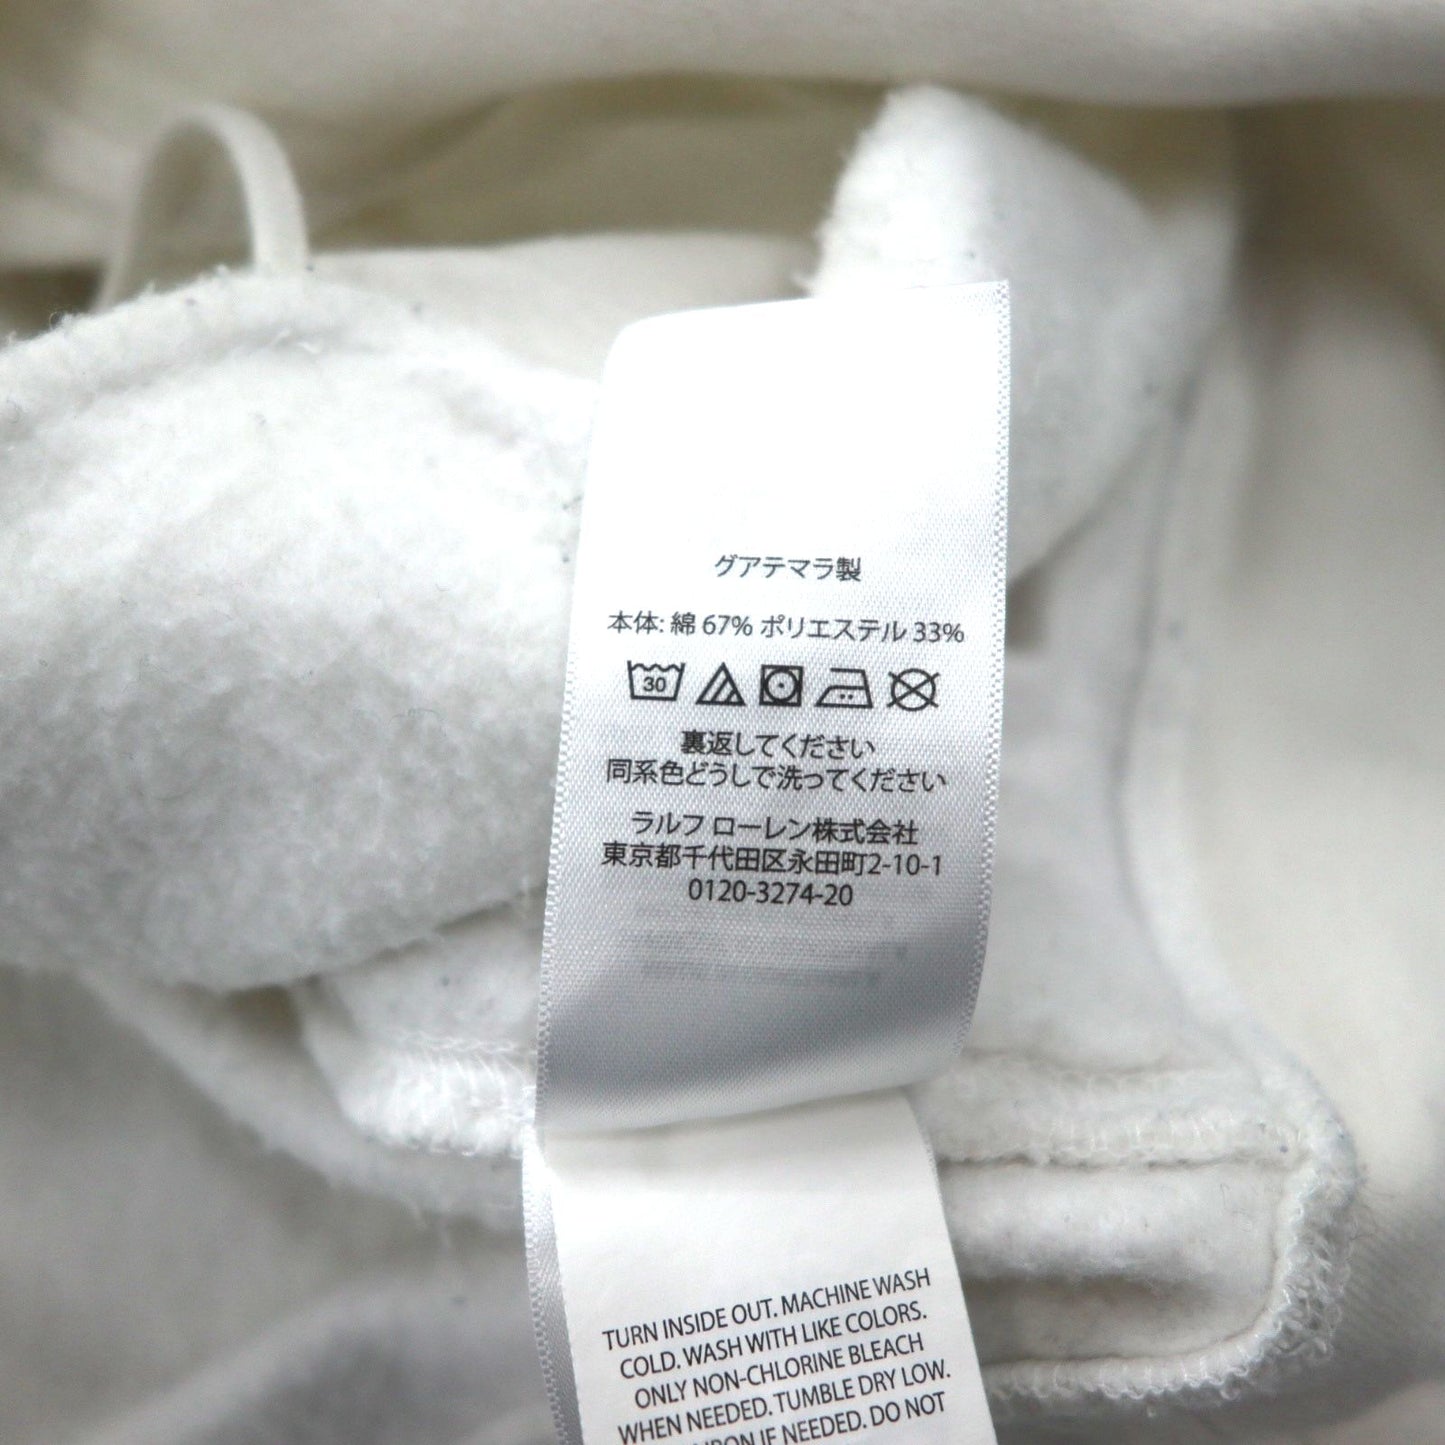 グアテマラ製
本体: 綿 67% ポリエステル 33%
30
裏返してください
同系色どうしで洗ってください
ラルフ ローレン株式会社
東京都千代田区永田町2-10-1
0120-3274-20
TURN INSIDE OUT. MACHINE WASH
COLD. WASH WITH LIKE COLORS.
ONLY NON-CHLORINE BLEACH
WHEN NEEDED. TUMBLE DRY LOW.
IRON IF NEEDED. DO NOT